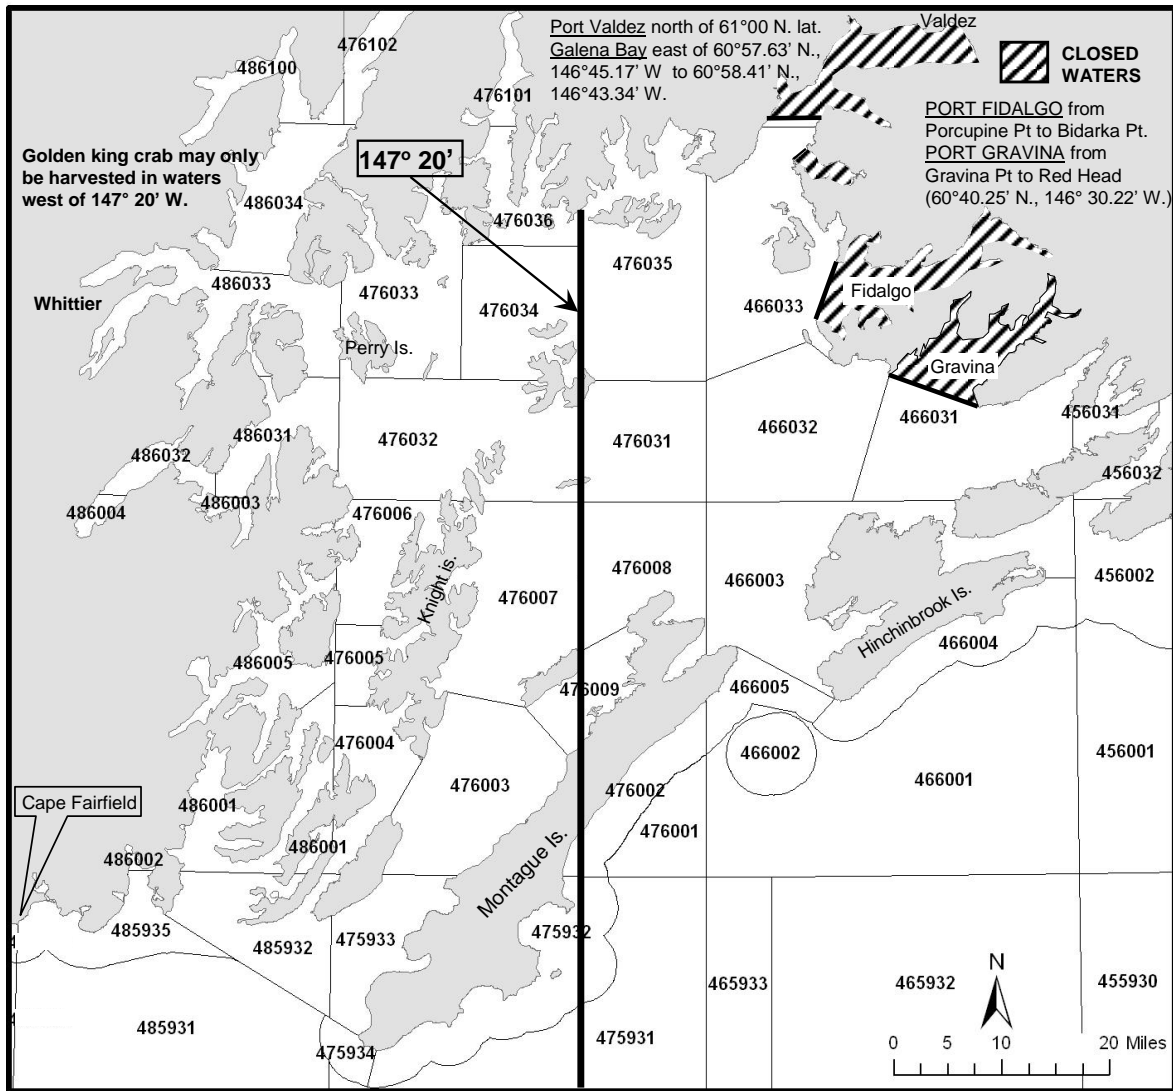 476102
486100
476101
Port Valdez north of 61°00 N. lat.
Galena Bay east of 60°57.63' N.,
146°45.17' W to 60°58.41' N.,
146°43.34' W.
Valdez
CLOSED
WATERS
PORT FIDALGO from
Porcupine Pt to Bidarka Pt.
PORT GRAVINA from
Gravina Pt to Red Head
(60°40.25' N., 146° 30.22' W.)
Golden king crab may only
be harvested in waters
west of 147° 20' W.
147° 20'
486034
476036
476035
486033
476033
476034
466033
Whittier
Fidalgo
Perry Is.
Gravina
466031
456031
486031
476032
476031
466032
486032
456032
486004
486003
476006
Knight is.
476007
476008
466003
456002
Hinchinbrook Is.
466004
486005
476005
476009
466005
476004
466002
456001
476003
476002
466001
476001
Cape Fairfield
486001
486001
486002
Montague Is.
485935
485932
475933
475932
465933
465932
455930
N
485931
475934
475931
0 5 10 20 Miles